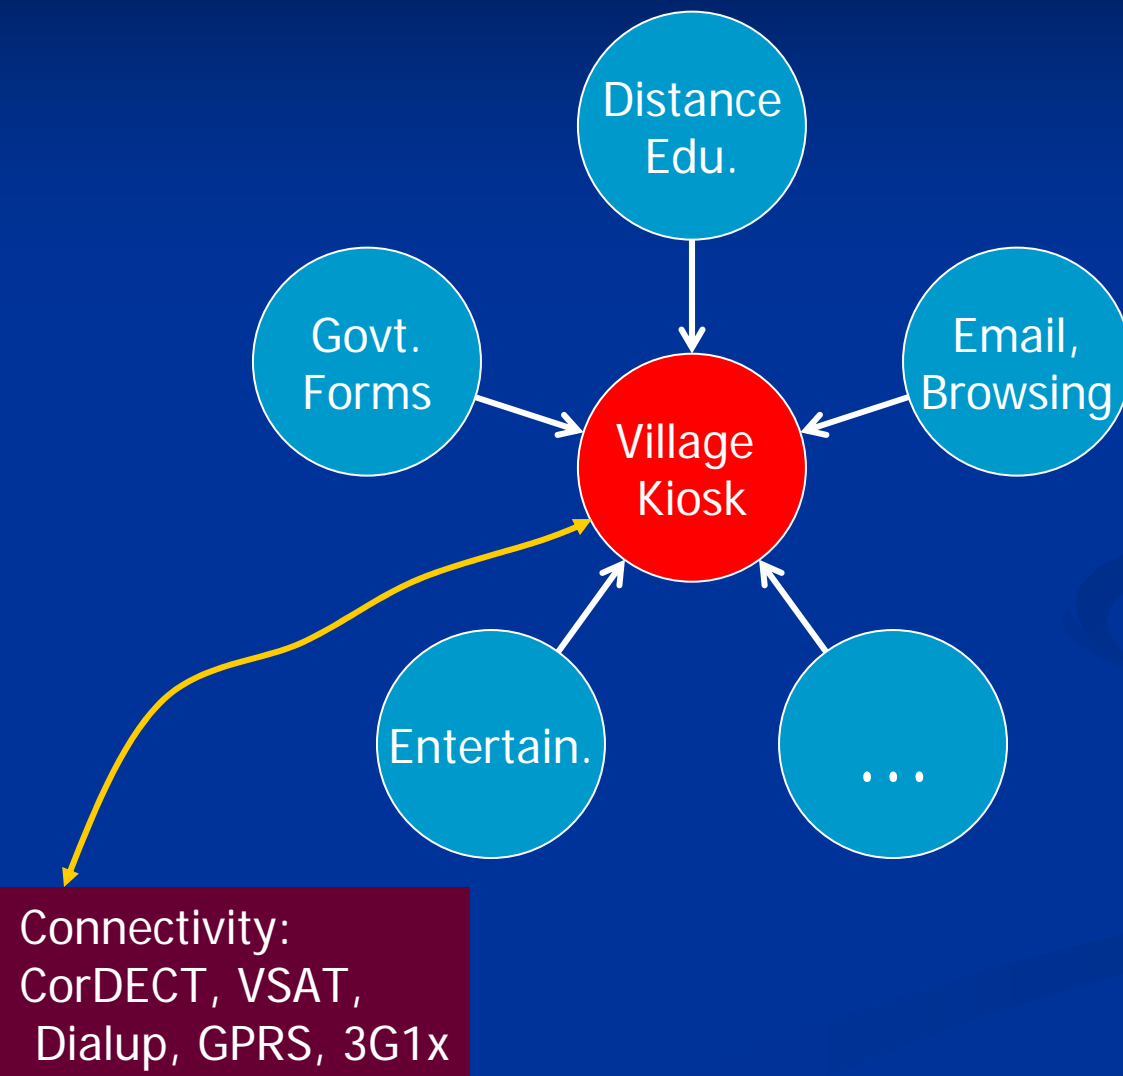 Distance
Edu.
Govt.
Forms
Email,
Browsing
Village
Kiosk
Entertain.
...
Connectivity:
CorDECT, VSAT,
Dialup, GPRS, 3G1x